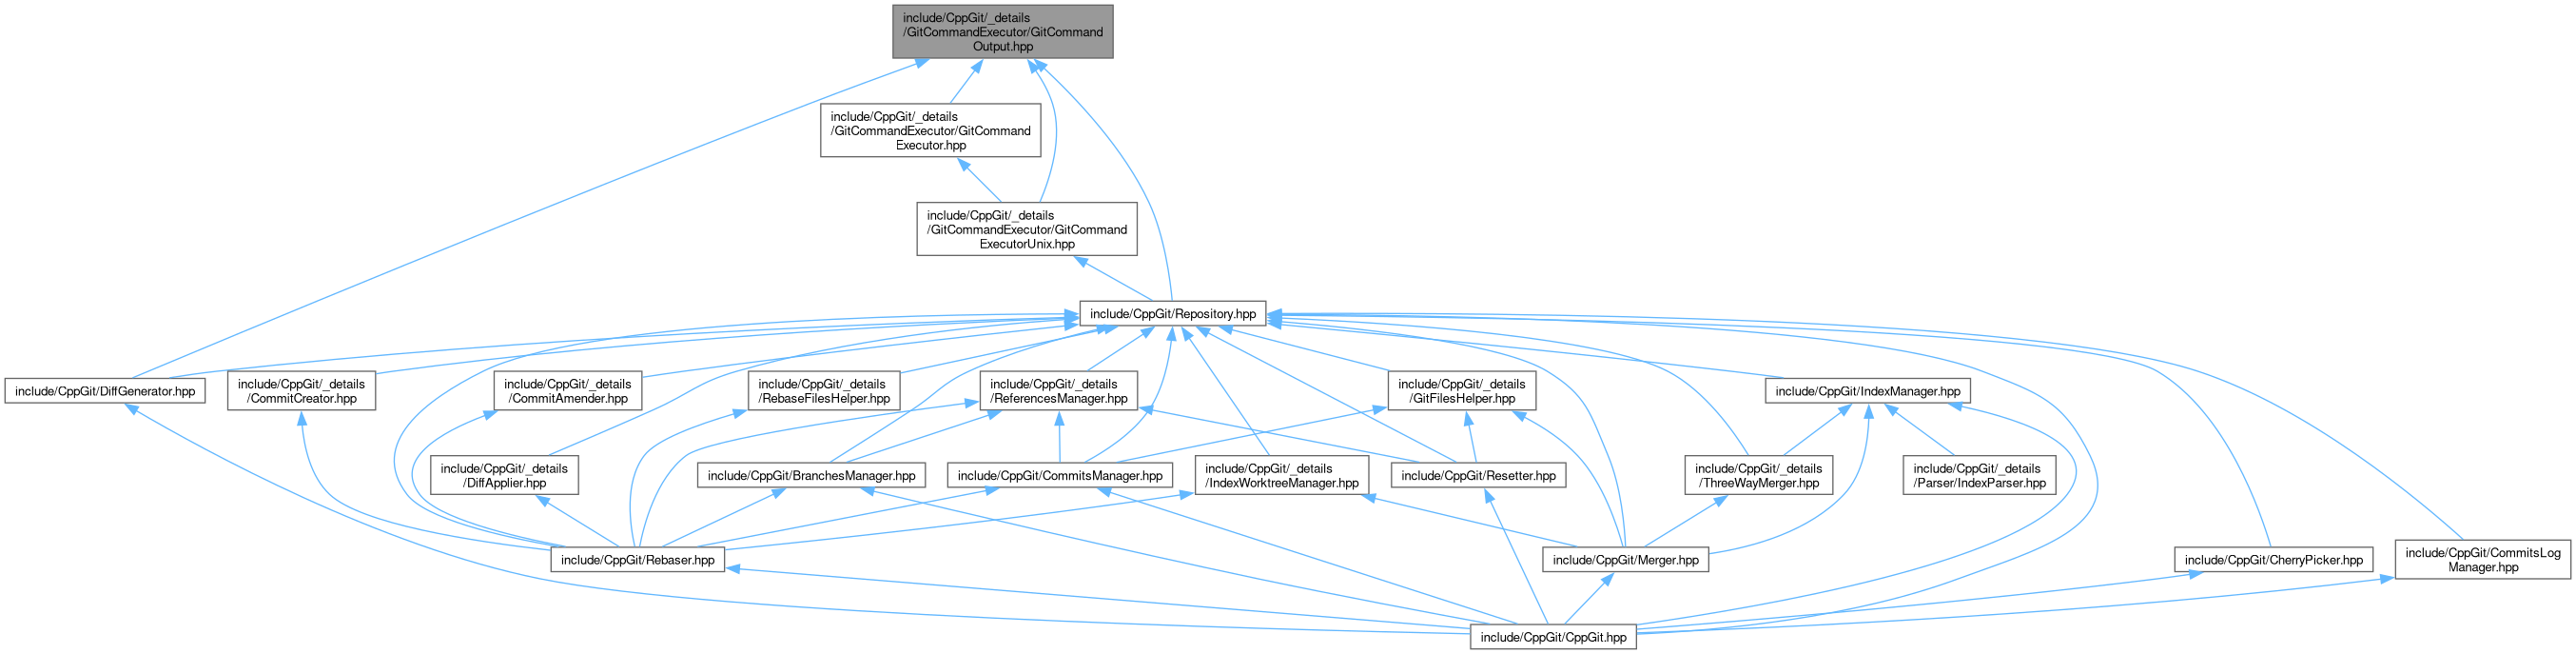 include/CppGit/_details
/GitCommandExecutor/GitCommand
Output.hpp
include/CppGit/_details
/GitCommandExecutor/GitCommand
Executor.hpp
include/CppGit/_details
/GitCommandExecutor/GitCommand
ExecutorUnix.hpp
include/CppGit/Repository.hpp
include/CppGit/DiffGenerator.hpp
include/CppGit/_details
/CommitCreator.hpp
include/CppGit/_details
/CommitAmender.hpp
include/CppGit/_details
/RebaseFilesHelper.hpp
include/CppGit/_details
/ReferencesManager.hpp
include/CppGit/_details
/GitFilesHelper.hpp
include/CppGit/IndexManager.hpp
include/CppGit/_details
/DiffApplier.hpp
include/CppGit/BranchesManager.hpp
include/CppGit/CommitsManager.hpp
include/CppGit/_details
/IndexWorktreeManager.hpp
include/CppGit/Resetter.hpp
include/CppGit/_details
/ThreeWayMerger.hpp
include/CppGit/_details
/Parser/IndexParser.hpp
include/CppGit/Rebaser.hpp
include/CppGit/Merger.hpp
include/CppGit/CherryPicker.hpp
include/CppGit/CommitsLog
Manager.hpp
include/CppGit/CppGit.hpp